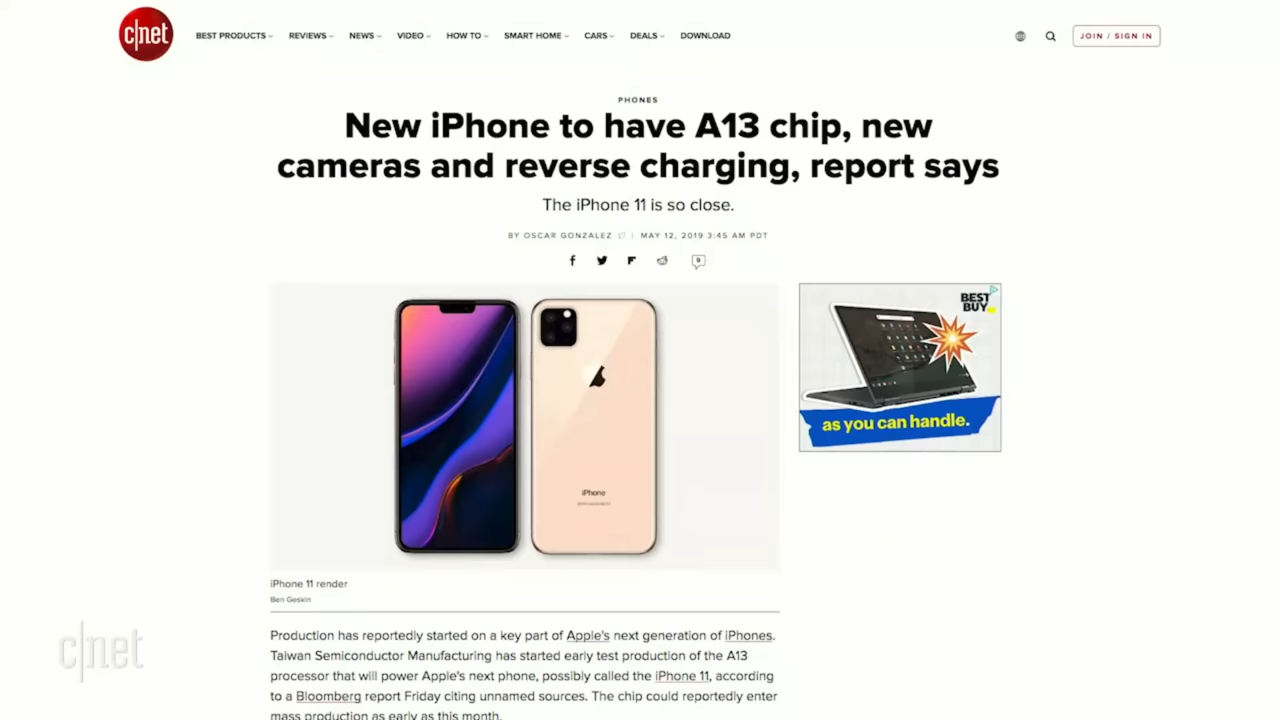 c|net
BEST PRODUCTS REVIEWS NEWS VIDEO HOW TO SMART HOME CARS DEALS DOWNLOAD
JOIN / SIGN IN
PHONES
New iPhone to have A13 chip, new
cameras and reverse charging, report says
The iPhone 11 is so close.
BY OSCAR GONZALEZ | MAY 12, 2019 3:45 AM PDT
9
BEST
BUY
as you can handle.
iPhone
iPhone 11 render
Ben Geskin
Production has reportedly started on a key part of Apple's next generation of iPhones.
Taiwan Semiconductor Manufacturing has started early test production of the A13
processor that will power Apple's next phone, possibly called the iPhone 11, according
to a Bloomberg report Friday citing unnamed sources. The chip could reportedly enter
mass production as early as this month.
c|net